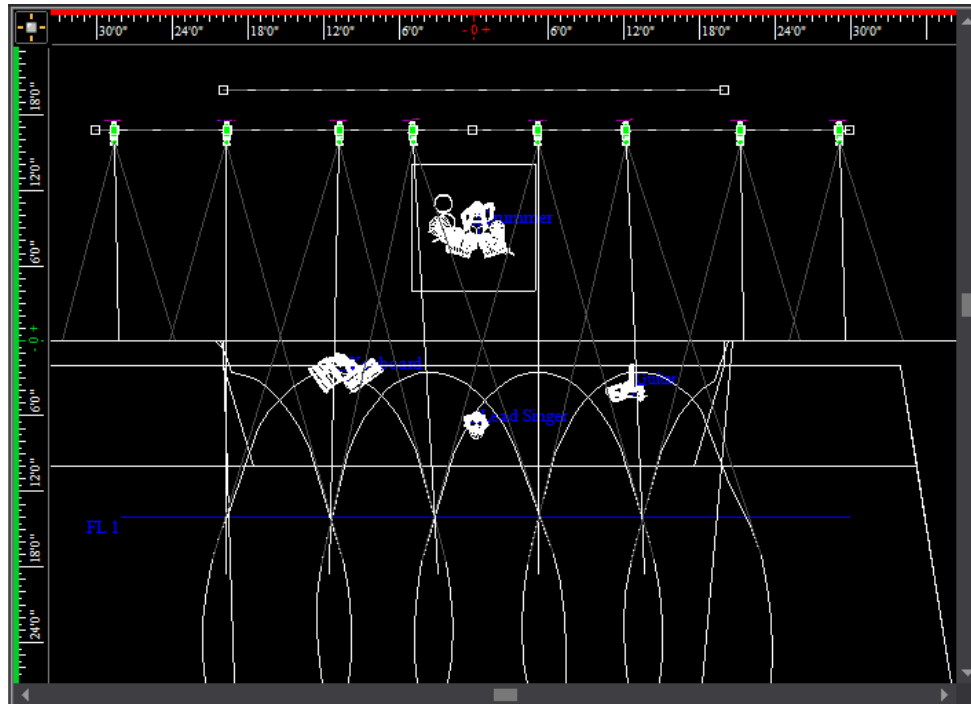 30'0" 24'0" 18'0" 12'0" 6'0" - 0 + 6'0" 12'0" 18'0" 24'0" 30'0"
18'0"
12'0"
Drummer
6'0"
- 0 +
Keyboard
Guitar
6'0"
Lead Singer
12'0"
FL 1
18'0"
24'0"